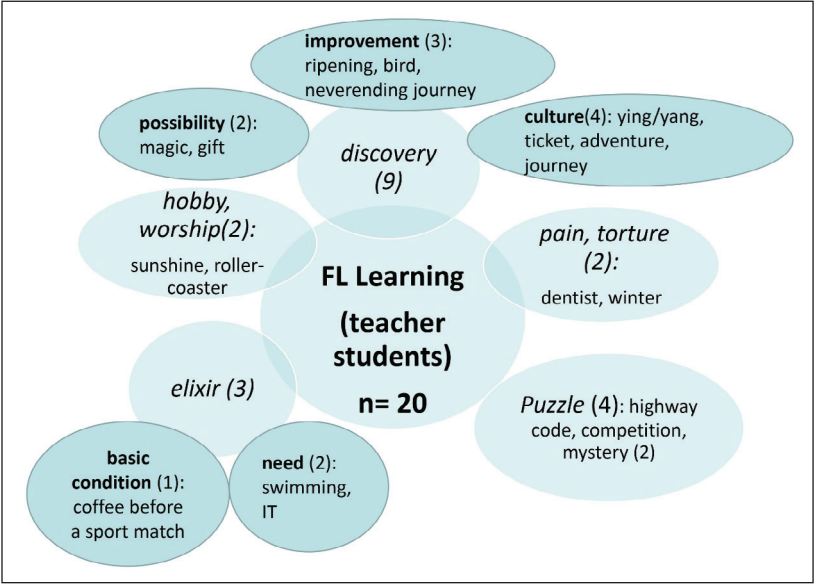 improvement (3):
ripening, bird,
neverending journey
possibility (2):
magic, gift
culture(4): ying/yang,
ticket, adventure,
journey
discovery
(9)
hobby,
worship(2):
sunshine, roller-
coaster
pain, torture
(2):
dentist, winter
FL Learning
(teacher
students)
n= 20
elixir (3)
Puzzle (4): highway
code, competition,
mystery (2)
basic
condition (1):
coffee before
a sport match
need (2):
swimming,
IT